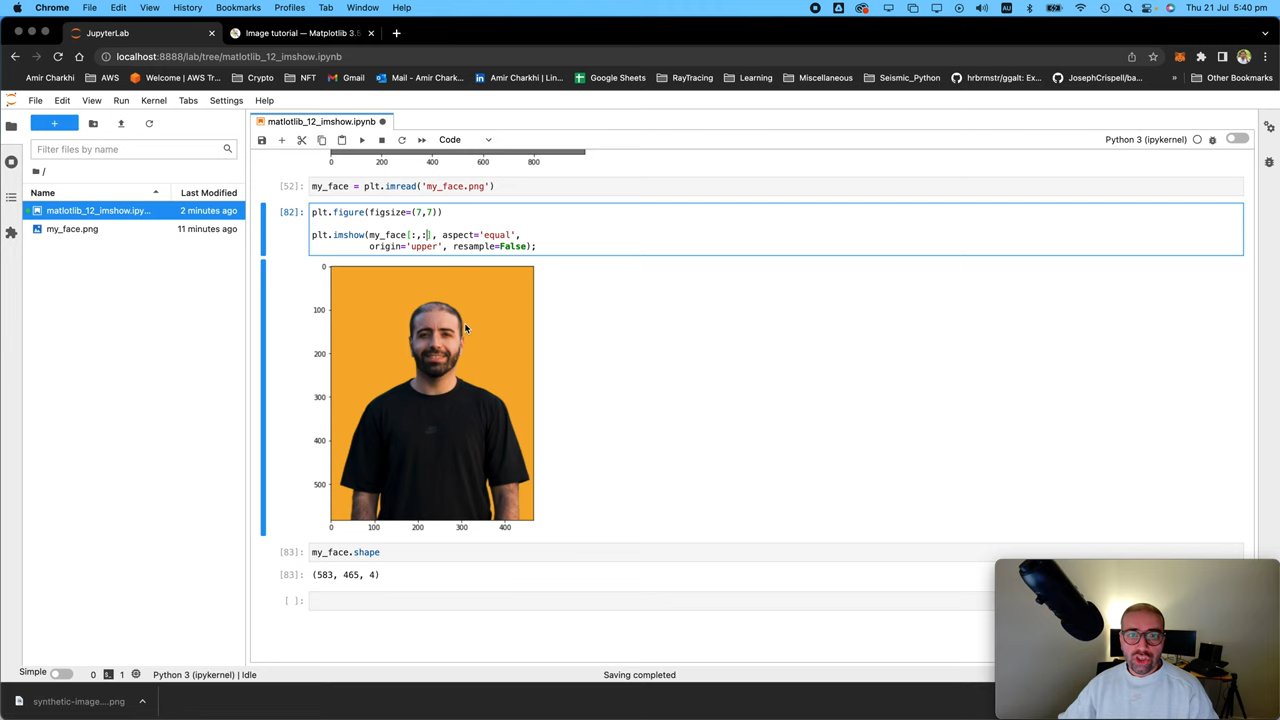 Chrome File Edit View History Bookmarks Profiles Tab Window Help Thu 21 Jul 5:40 pm
JupyterLab Image tutorial — Matplotlib 3.5
localhost:8888/lab/tree/matlotlib_12_imshow.ipynb
Amir Charkhi AWS Welcome | AWS Tr... Crypto NFT Gmail Mail - Amir Charkhi... Amir Charkhi | Lin... Google Sheets RayTracing Learning Miscellaneous Seismic_Python hrbrmstr/ggalt: Ex... JosephCrispell/ba... » Other Bookmarks
File Edit View Run Kernel Tabs Settings Help
matlotlib_12_imshow.ipynb
Code Python 3 (ipykernel)
Filter files by name
/
Name Last Modified
matlotlib_12_imshow.ipy... 2 minutes ago
my_face.png 11 minutes ago
0 200 400 600 800
[52]: my_face = plt.imread('my_face.png')
[82]: plt.figure(figsize=(7,7))
plt.imshow(my_face[:,:], aspect='equal',
origin='upper', resample=False);
0
100
200
300
400
500
0 100 200 300 400
[83]: my_face.shape
[83]: (583, 465, 4)
[ ]:
Simple 0 1 Python 3 (ipykernel) | Idle Saving completed
synthetic-image....png